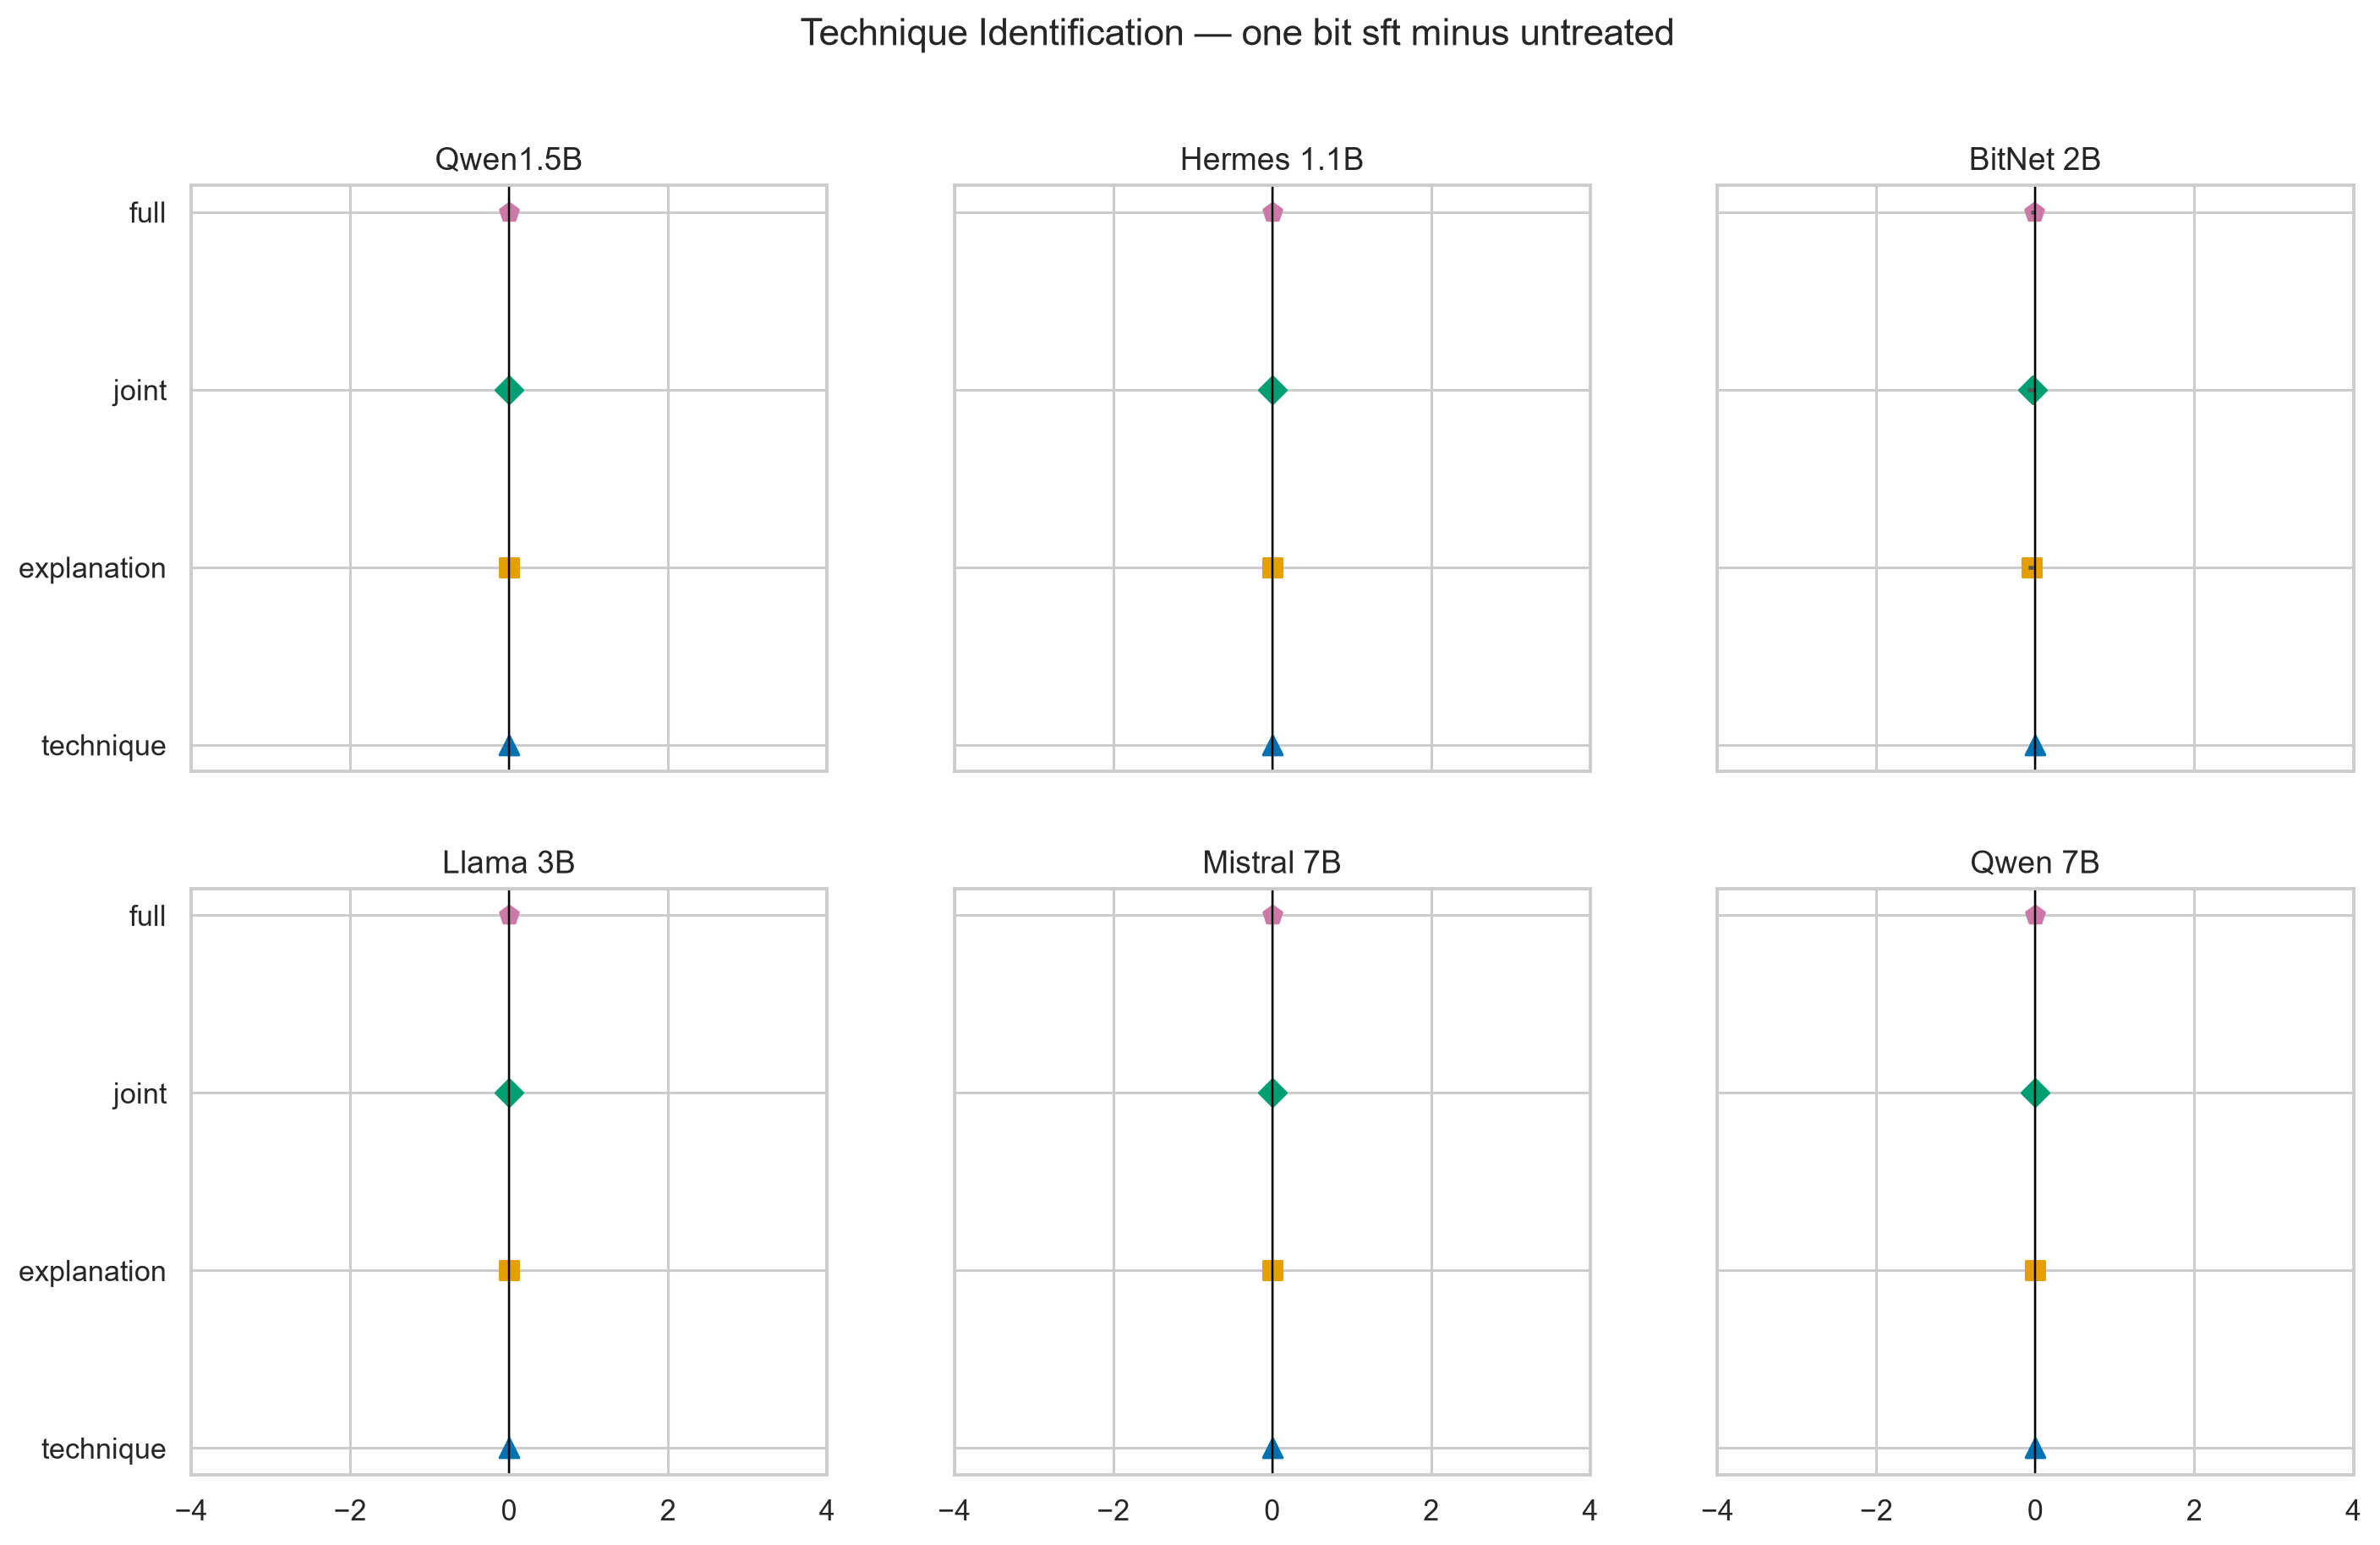 Technique Identification — one bit sft minus untreated
Qwen1.5B
Hermes 1.1B
BitNet 2B
full
joint
explanation
technique
Llama 3B
Mistral 7B
Qwen 7B
full
joint
explanation
technique
−4 −2 0 2 4
−4 −2 0 2 4
−4 −2 0 2 4